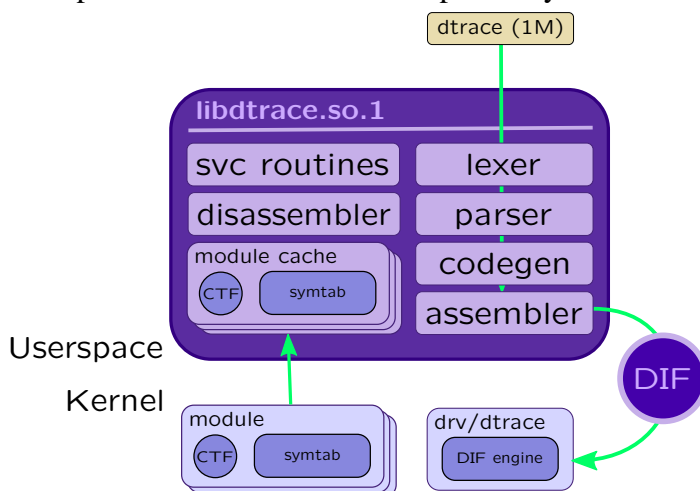 dtrace (1M)
libdtrace.so.1
svc routines
lexer
disassembler
parser
module cache
CTF
symtab
codegen
assembler
Userspace
Kernel
DIF
module
CTF
symtab
drv/dtrace
DIF engine